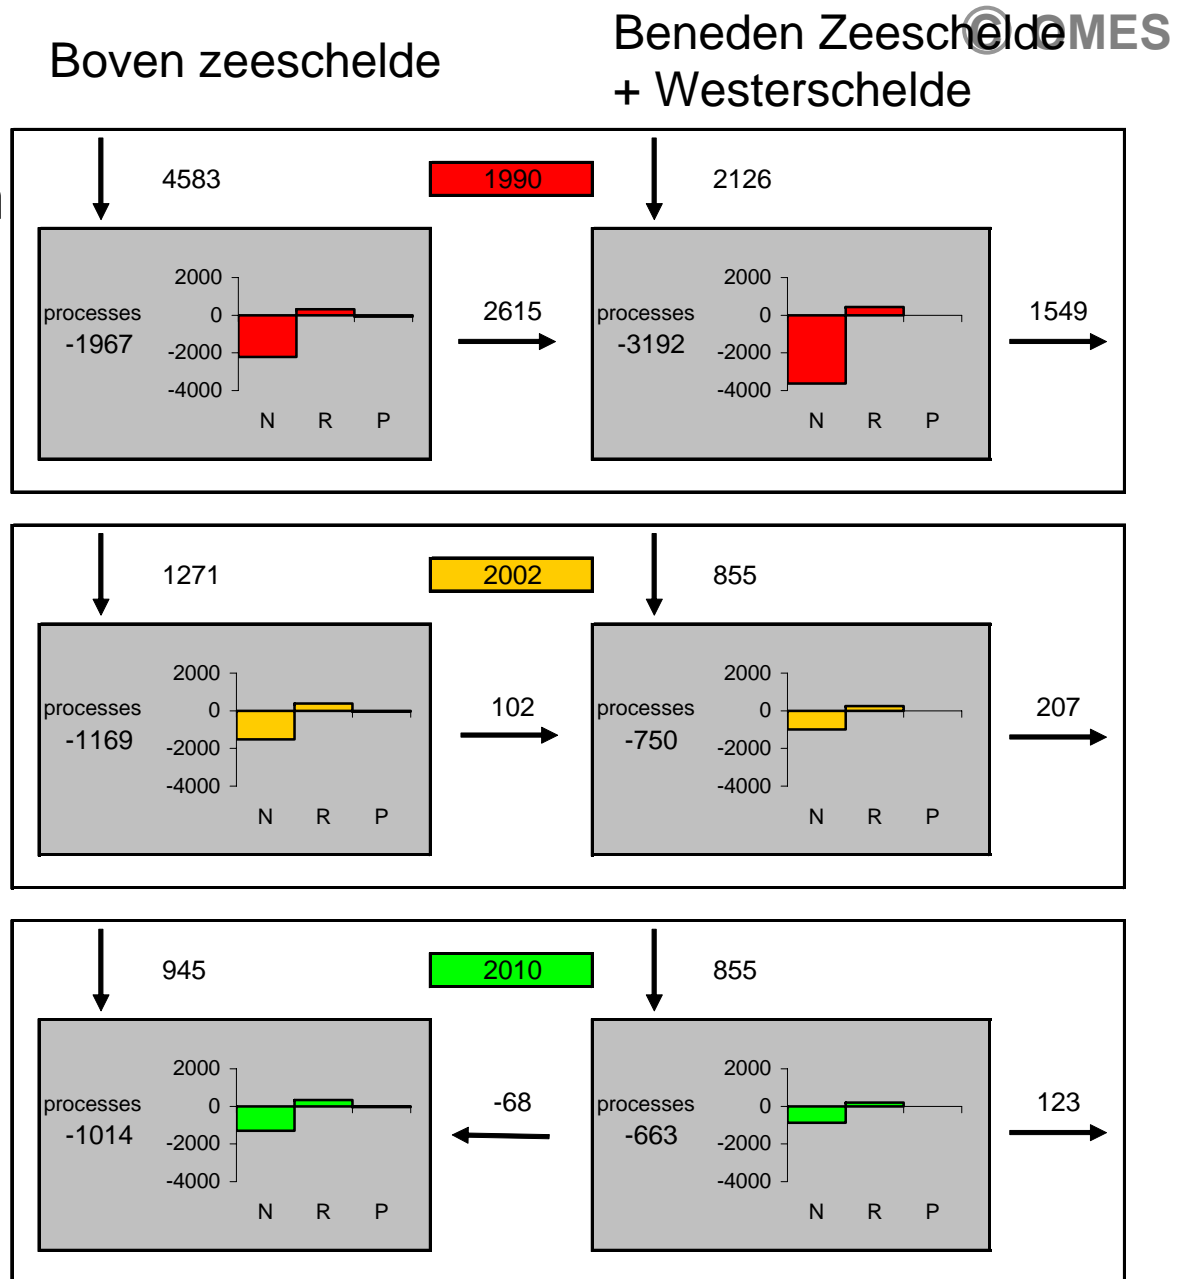 Boven zeeschelde
Beneden Zeeschelde
+ Westerschelde
© OMES
4583
1990
2126
processes
-1967
2000
0
-2000
-4000
N R P
2615
processes
-3192
2000
0
-2000
-4000
N R P
1549
1271
2002
855
processes
-1169
2000
0
-2000
-4000
N R P
102
processes
-750
2000
0
-2000
-4000
N R P
207
945
2010
855
processes
-1014
2000
0
-2000
-4000
N R P
-68
processes
-663
2000
0
-2000
-4000
N R P
123